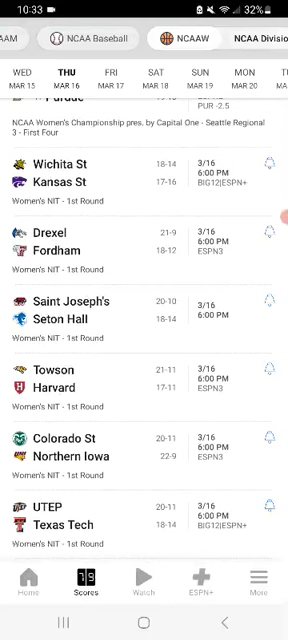 10:33
32%
AAM
NCAA Baseball
NCAAW
NCAA Divisio
WED
MAR 15
THU
MAR 16
FRI
MAR 17
SAT
MAR 18
SUN
MAR 19
MON
MAR 20
TU
MAR
Purdue
PUR -2.5
NCAA Women's Championship pres. by Capital One - Seattle Regional
3 - First Four
Wichita St 18-14 3/16
6:00 PM
Kansas St 17-16 BIG12|ESPN+
Women's NIT - 1st Round
Drexel 21-9 3/16
6:00 PM
Fordham 18-12 ESPN3
Women's NIT - 1st Round
Saint Joseph's 20-10 3/16
Seton Hall 18-14 6:00 PM
Women's NIT - 1st Round
Towson 21-11 3/16
6:00 PM
Harvard 17-11 ESPN3
Women's NIT - 1st Round
Colorado St 20-11 3/16
6:00 PM
Northern Iowa 22-9 ESPN3
Women's NIT - 1st Round
UTEP 20-11 3/16
6:00 PM
Texas Tech 18-14 BIG12|ESPN+
Women's NIT - 1st Round
Home
Scores
Watch
ESPN+
More